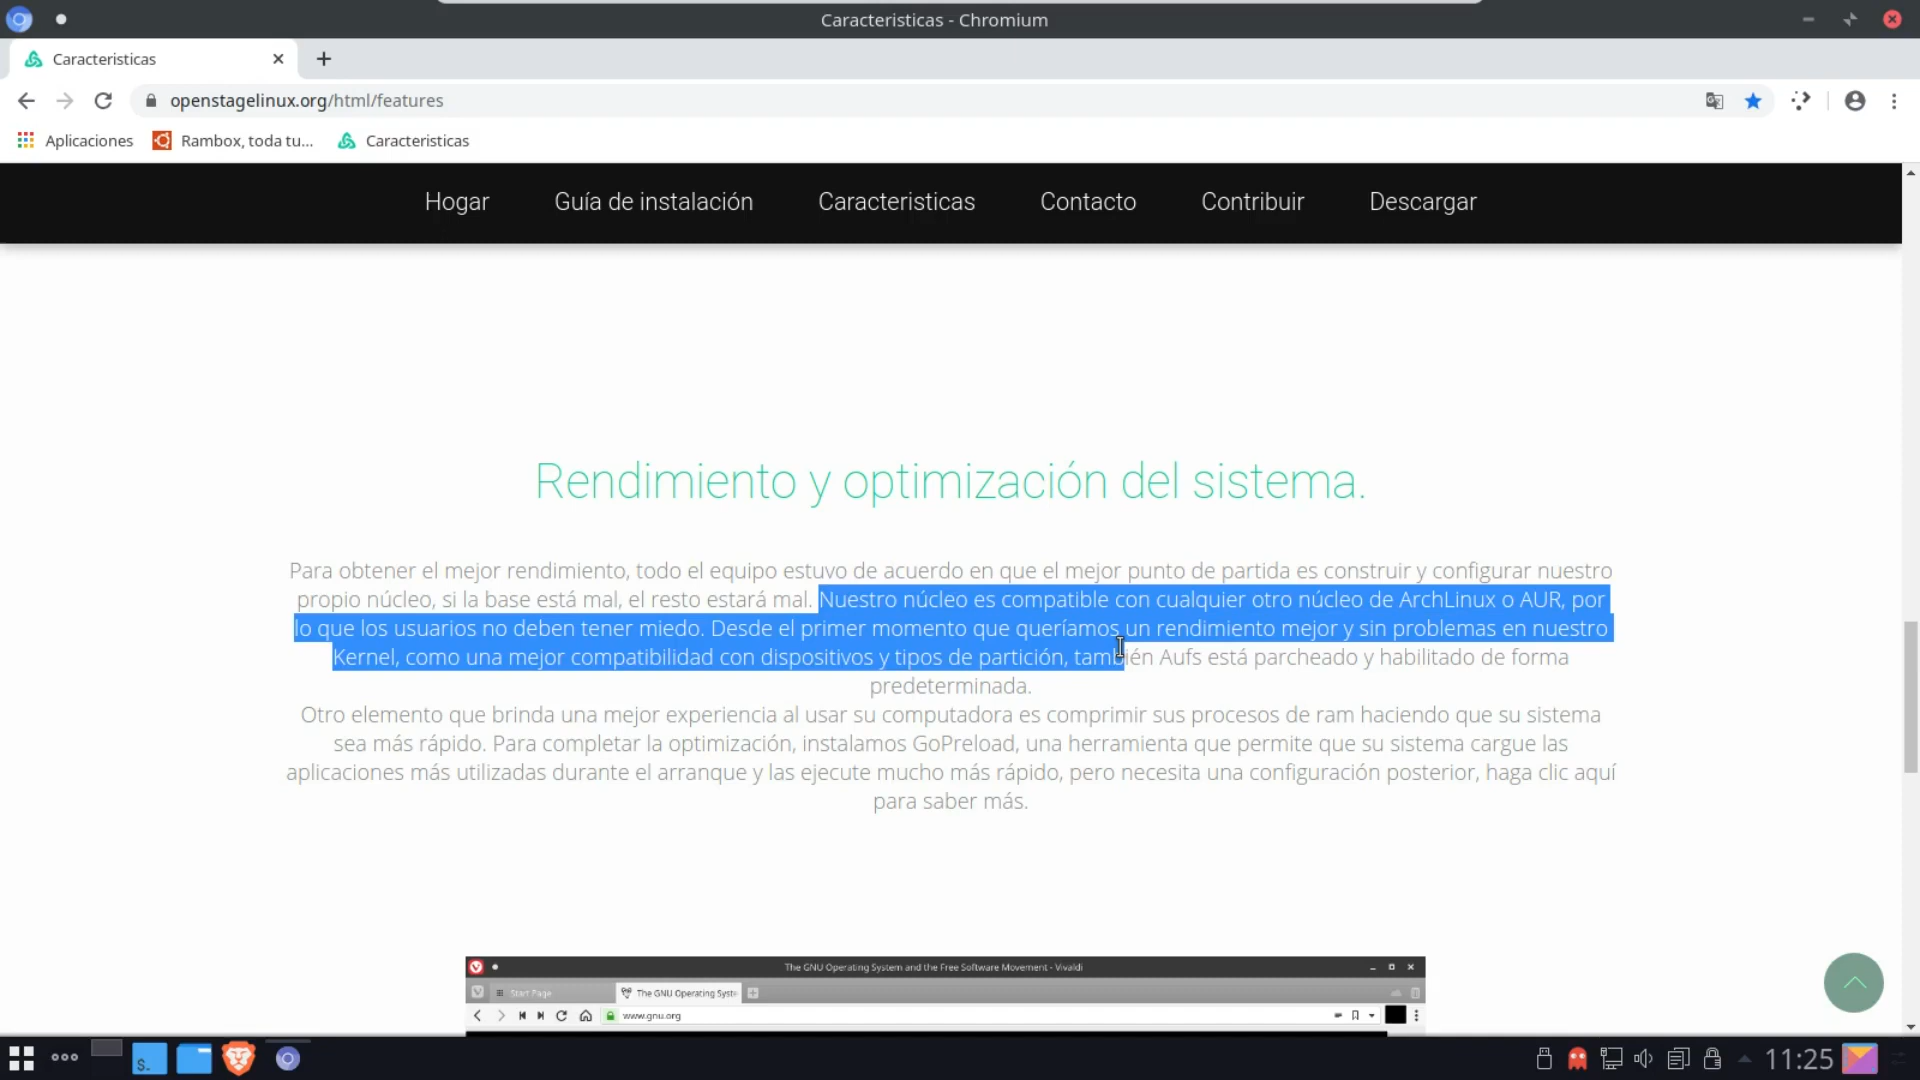 Caracteristicas - Chromium
Caracteristicas
openstagelinux.org/html/features
Aplicaciones
Rambox, toda tu...
Caracteristicas
Hogar
Guía de instalación
Caracteristicas
Contacto
Contribuir
Descargar
Rendimiento y optimización del sistema.
Para obtener el mejor rendimiento, todo el equipo estuvo de acuerdo en que el mejor punto de partida es construir y configurar nuestro
propio núcleo, si la base está mal, el resto estará mal. Nuestro núcleo es compatible con cualquier otro núcleo de ArchLinux o AUR, por
lo que los usuarios no deben tener miedo. Desde el primer momento que queríamos un rendimiento mejor y sin problemas en nuestro
Kernel, como una mejor compatibilidad con dispositivos y tipos de partición, también Aufs está parcheado y habilitado de forma
predeterminada.
Otro elemento que brinda una mejor experiencia al usar su computadora es comprimir sus procesos de ram haciendo que su sistema
sea más rápido. Para completar la optimización, instalamos GoPreload, una herramienta que permite que su sistema cargue las
aplicaciones más utilizadas durante el arranque y las ejecute mucho más rápido, pero necesita una configuración posterior, haga clic aquí
para saber más.
The GNU Operating System and the Free Software Movement - Vivaldi
Start Page
The GNU Operating Syst
www.gnu.org
11:25